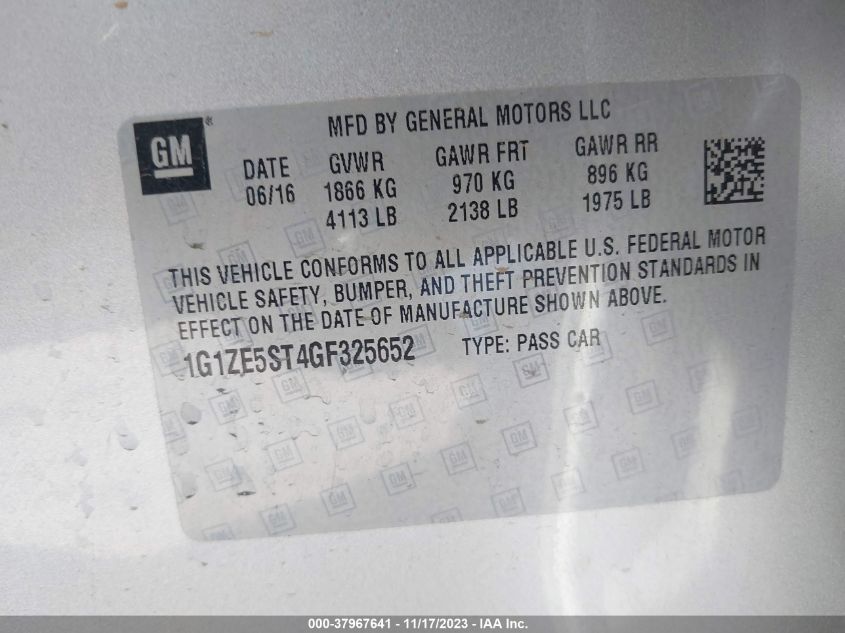 GM
MFD BY GENERAL MOTORS LLC
DATE GVWR GAWR FRT GAWR RR
06/16 1866 KG 970 KG 896 KG
4113 LB 2138 LB 1975 LB
THIS VEHICLE CONFORMS TO ALL APPLICABLE U.S. FEDERAL MOTOR
VEHICLE SAFETY, BUMPER, AND THEFT PREVENTION STANDARDS IN
EFFECT ON THE DATE OF MANUFACTURE SHOWN ABOVE.
1G1ZE5ST4GF325652 TYPE: PASS CAR
000-37967641 - 11/17/2023 - IAA Inc.